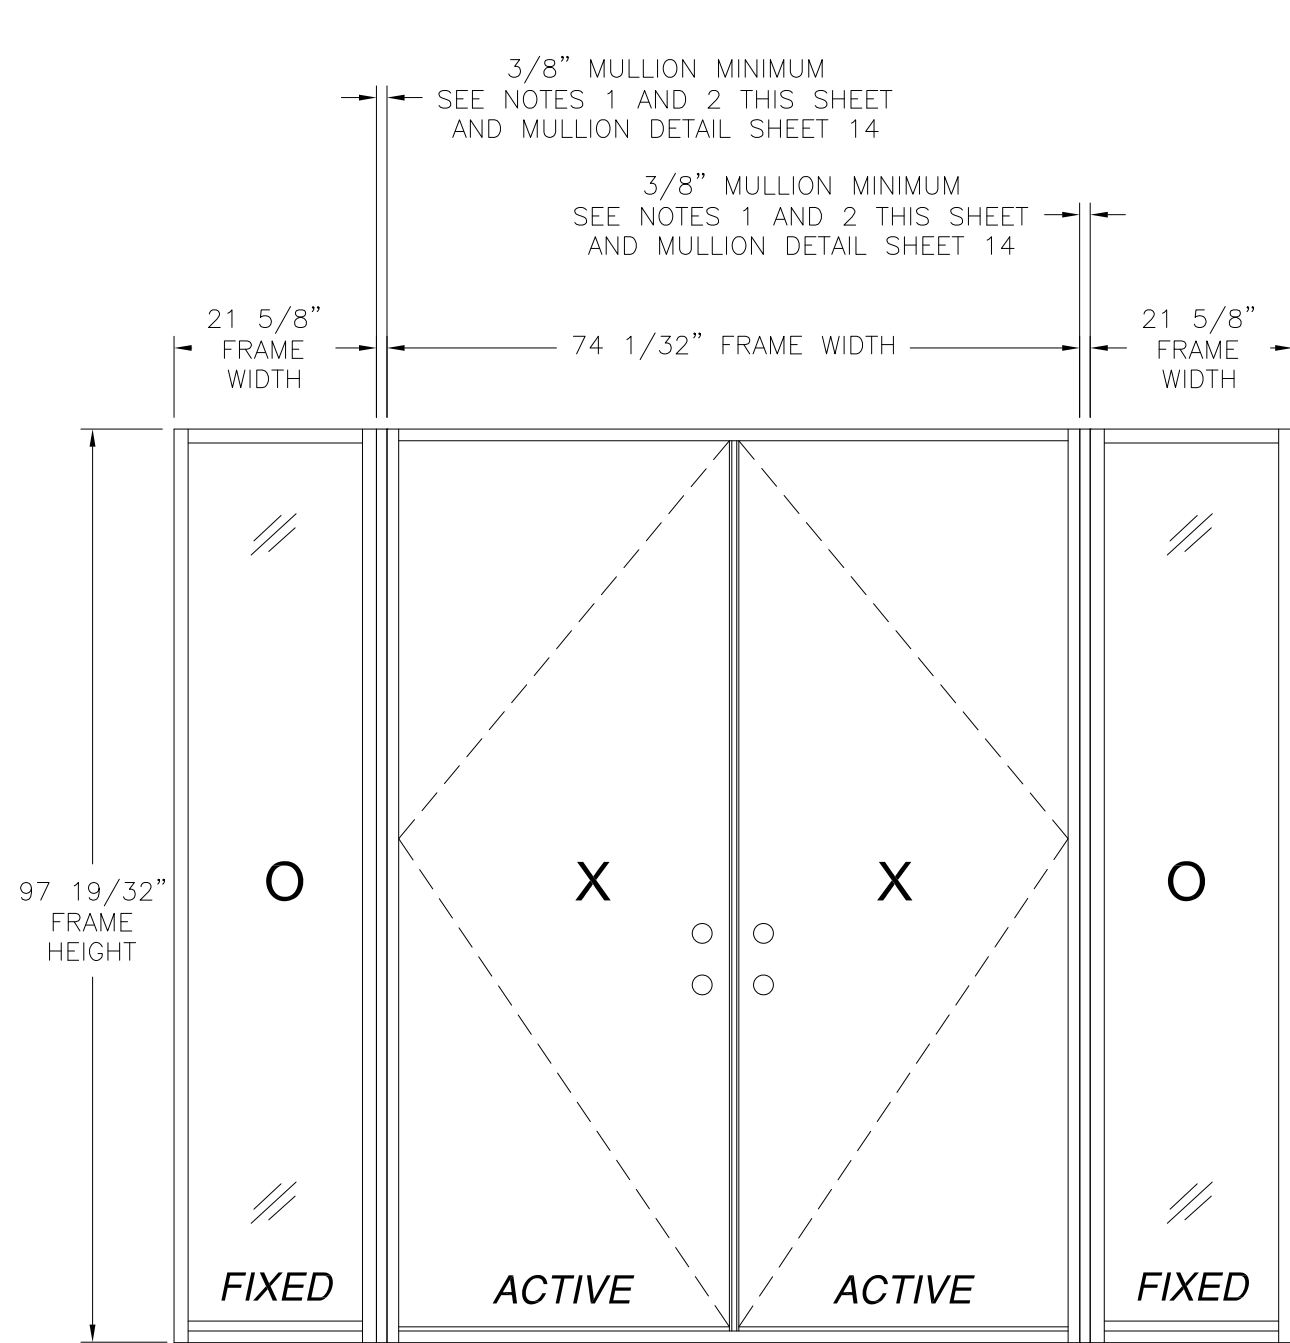 3/8” MULLION MINIMUM
SEE NOTES 1 AND 2 THIS SHEET
AND MULLION DETAIL SHEET 14
3/8” MULLION MINIMUM
SEE NOTES 1 AND 2 THIS SHEET
AND MULLION DETAIL SHEET 14
21 5/8”
FRAME
WIDTH
74 1/32” FRAME WIDTH
21 5/8”
FRAME
WIDTH
97 19/32”
FRAME
HEIGHT
O
X
X
O
FIXED
ACTIVE
ACTIVE
FIXED